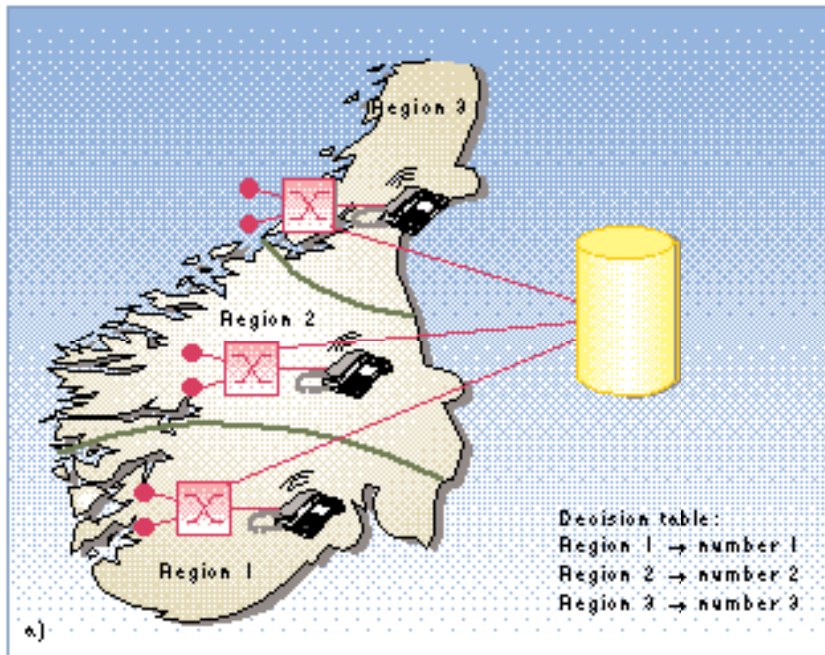 Region 3
Region 2
Region 1
Decision table:
Region 1 → number 1
Region 2 → number 2
Region 3 → number 3
a)